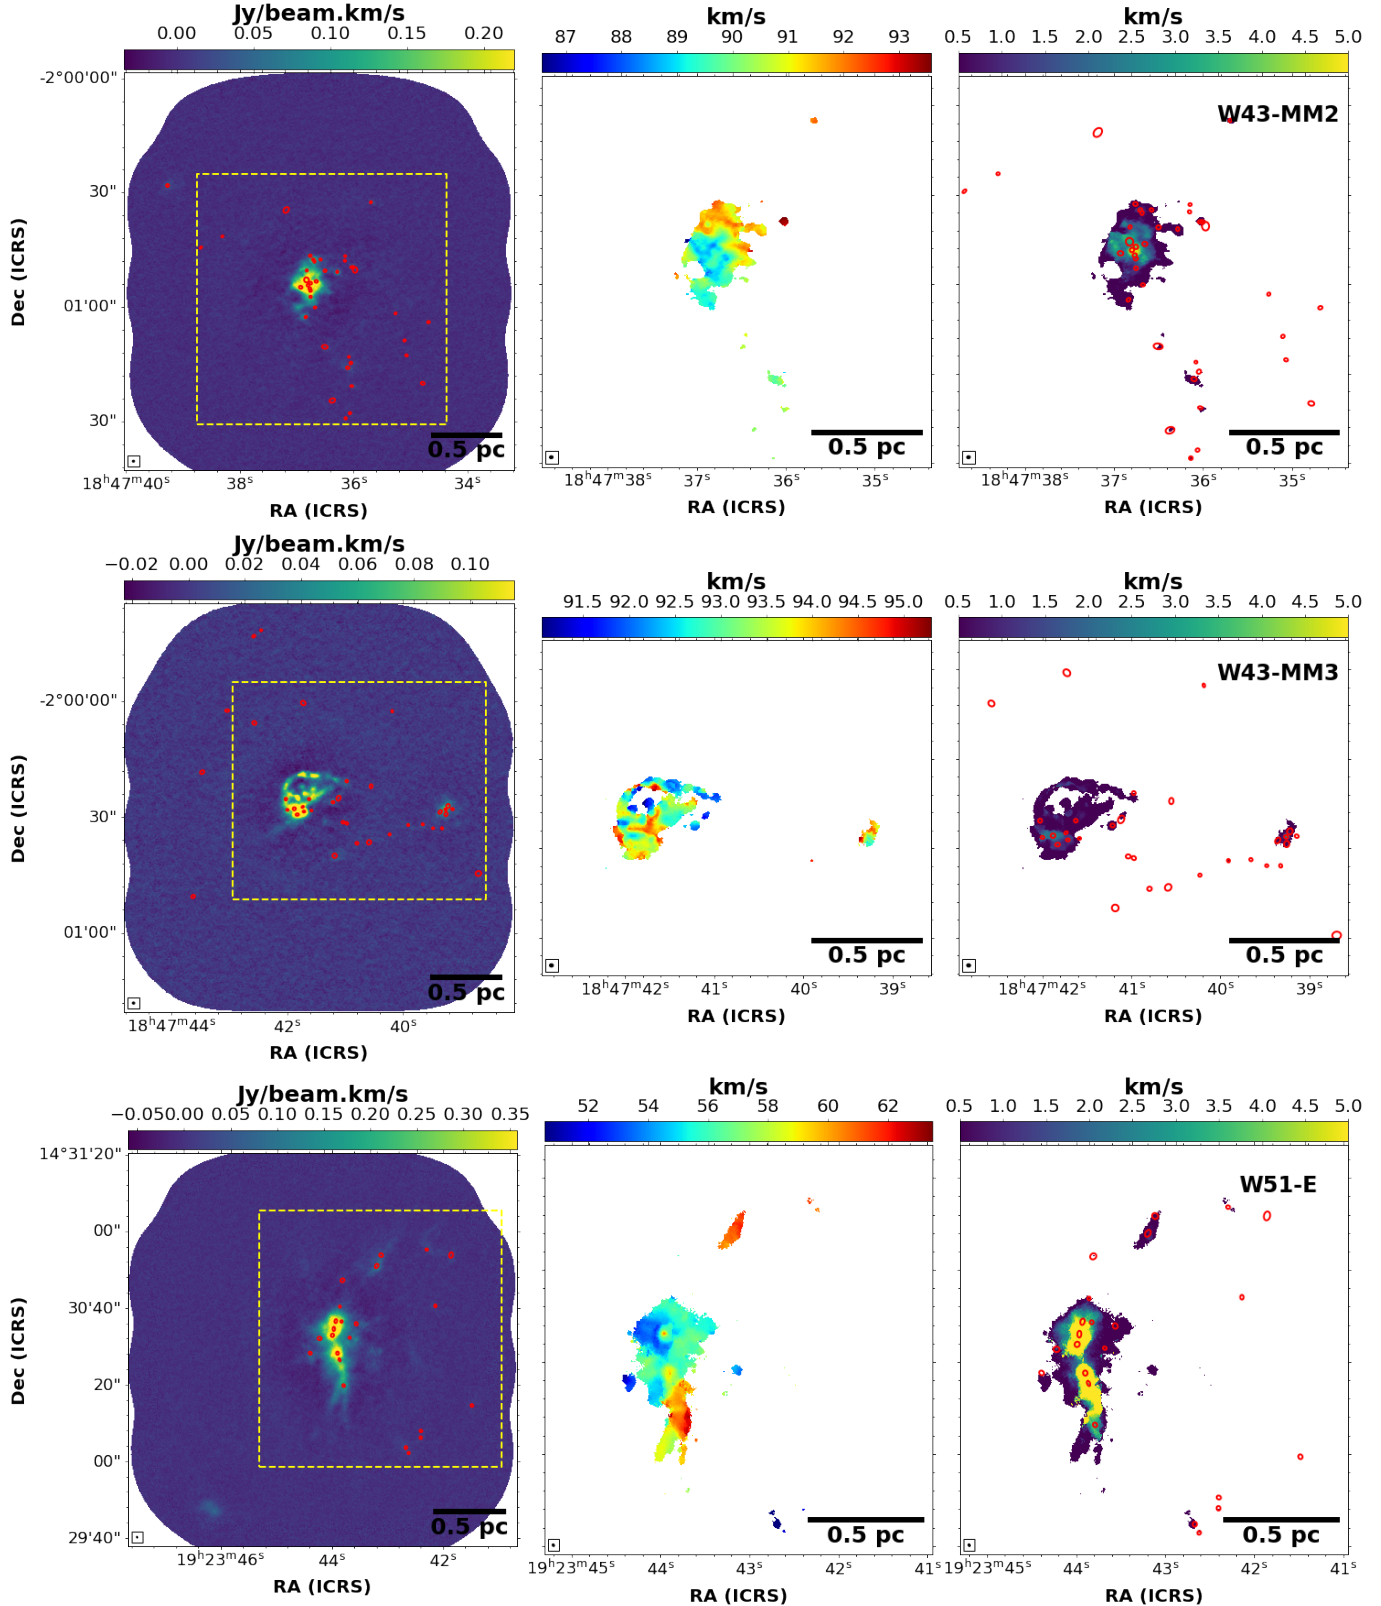 Jy/beam.km/s
0.00 0.05 0.10 0.15 0.20
-2°00'00"
30"
01'00"
30"
Dec (ICRS)
0.5 pc
18ʰ47ᵐ40ˢ 38ˢ 36ˢ 34ˢ
RA (ICRS)
km/s
87 88 89 90 91 92 93
0.5 pc
18ʰ47ᵐ38ˢ 37ˢ 36ˢ 35ˢ
RA (ICRS)
km/s
0.5 1.0 1.5 2.0 2.5 3.0 3.5 4.0 4.5 5.0
W43-MM2
0.5 pc
18ʰ47ᵐ38ˢ 37ˢ 36ˢ 35ˢ
RA (ICRS)
Jy/beam.km/s
−0.02 0.00 0.02 0.04 0.06 0.08 0.10
-2°00'00"
30"
01'00"
Dec (ICRS)
0.5 pc
18ʰ47ᵐ44ˢ 42ˢ 40ˢ
RA (ICRS)
km/s
91.5 92.0 92.5 93.0 93.5 94.0 94.5 95.0
0.5 pc
18ʰ47ᵐ42ˢ 41ˢ 40ˢ 39ˢ
RA (ICRS)
km/s
0.5 1.0 1.5 2.0 2.5 3.0 3.5 4.0 4.5 5.0
W43-MM3
0.5 pc
18ʰ47ᵐ42ˢ 41ˢ 40ˢ 39ˢ
RA (ICRS)
Jy/beam.km/s
−0.05 0.00 0.05 0.10 0.15 0.20 0.25 0.30 0.35
14°31'20"
00"
30'40"
20"
00"
29'40"
Dec (ICRS)
0.5 pc
19ʰ23ᵐ46ˢ 44ˢ 42ˢ
RA (ICRS)
km/s
52 54 56 58 60 62
0.5 pc
19ʰ23ᵐ45ˢ 44ˢ 43ˢ 42ˢ 41ˢ
RA (ICRS)
km/s
0.5 1.0 1.5 2.0 2.5 3.0 3.5 4.0 4.5 5.0
W51-E
0.5 pc
19ʰ23ᵐ45ˢ 44ˢ 43ˢ 42ˢ 41ˢ
RA (ICRS)